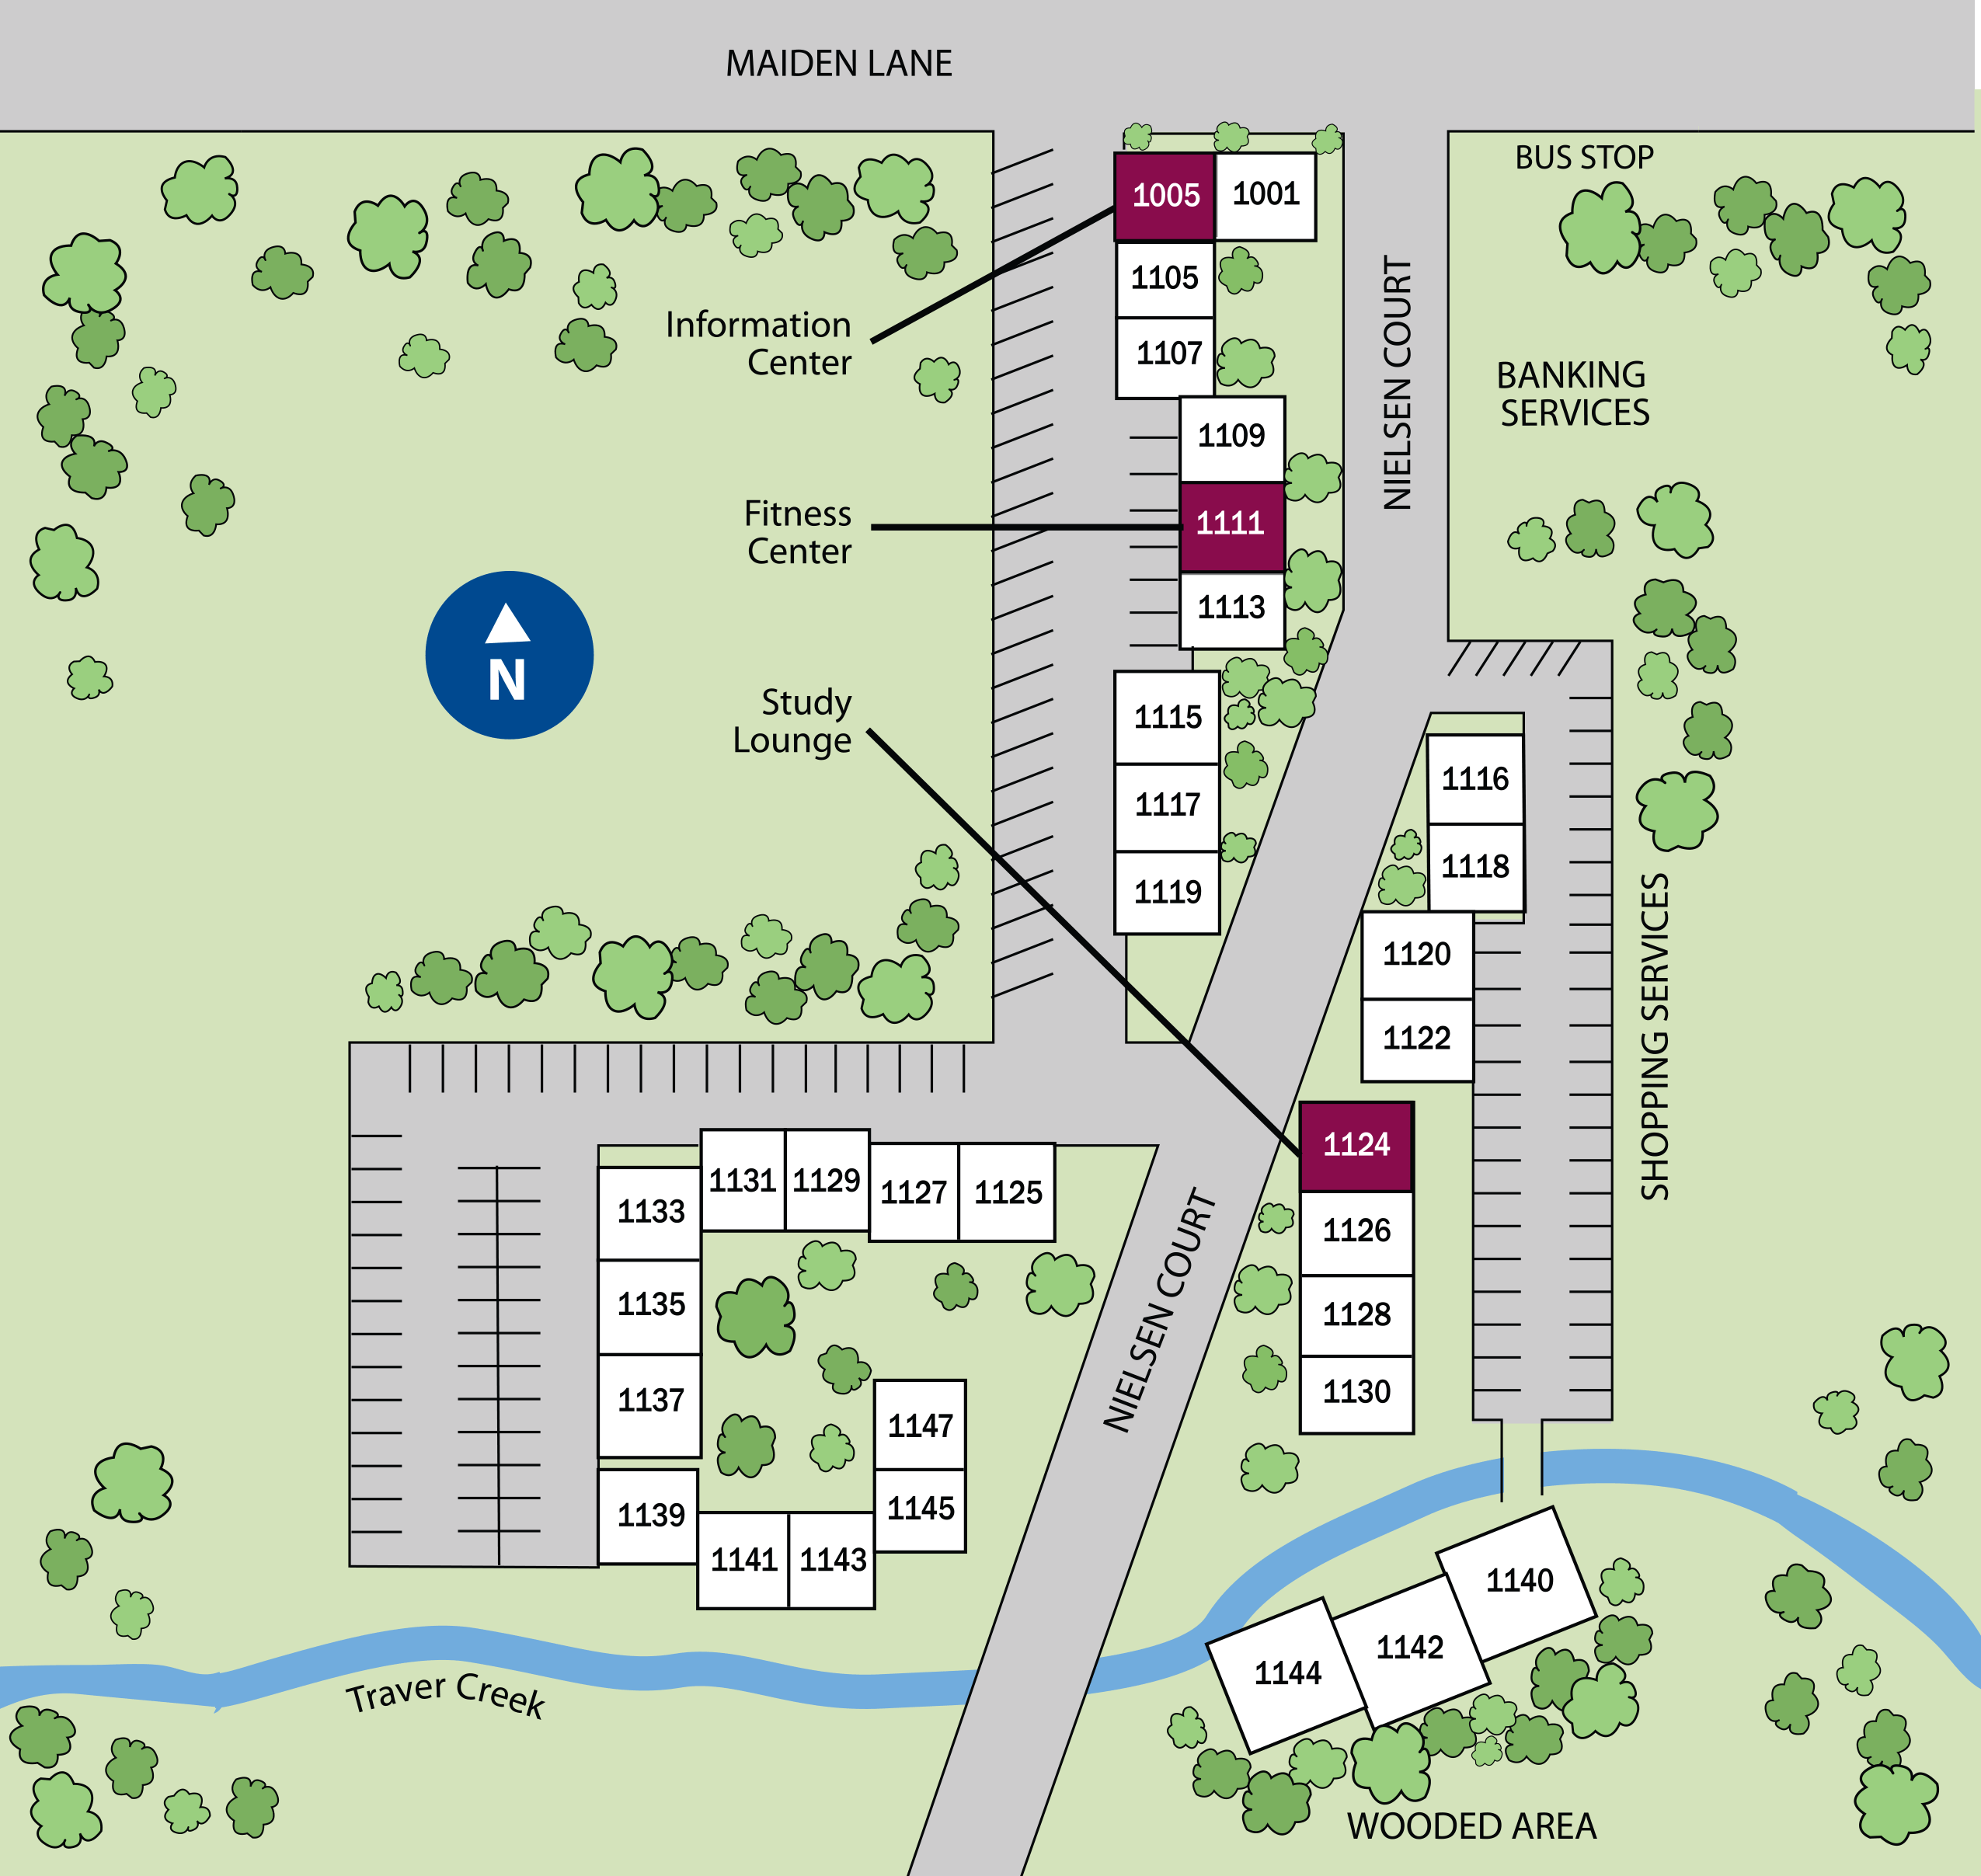 MAIDEN LANE
BUS STOP
1005
1001
1105
1107
Information
Center
NIELSEN COURT
BANKING
SERVICES
1109
Fitness
Center
1111
1113
N
Study
Lounge
1115
1117
1119
1116
1118
1120
1122
SHOPPING SERVICES
1124
1126
1128
1130
1131
1129
1127
1125
1133
1135
1137
1139
1141
1143
1147
1145
NIELSEN COURT
1140
1142
1144
Traver Creek
WOODED AREA